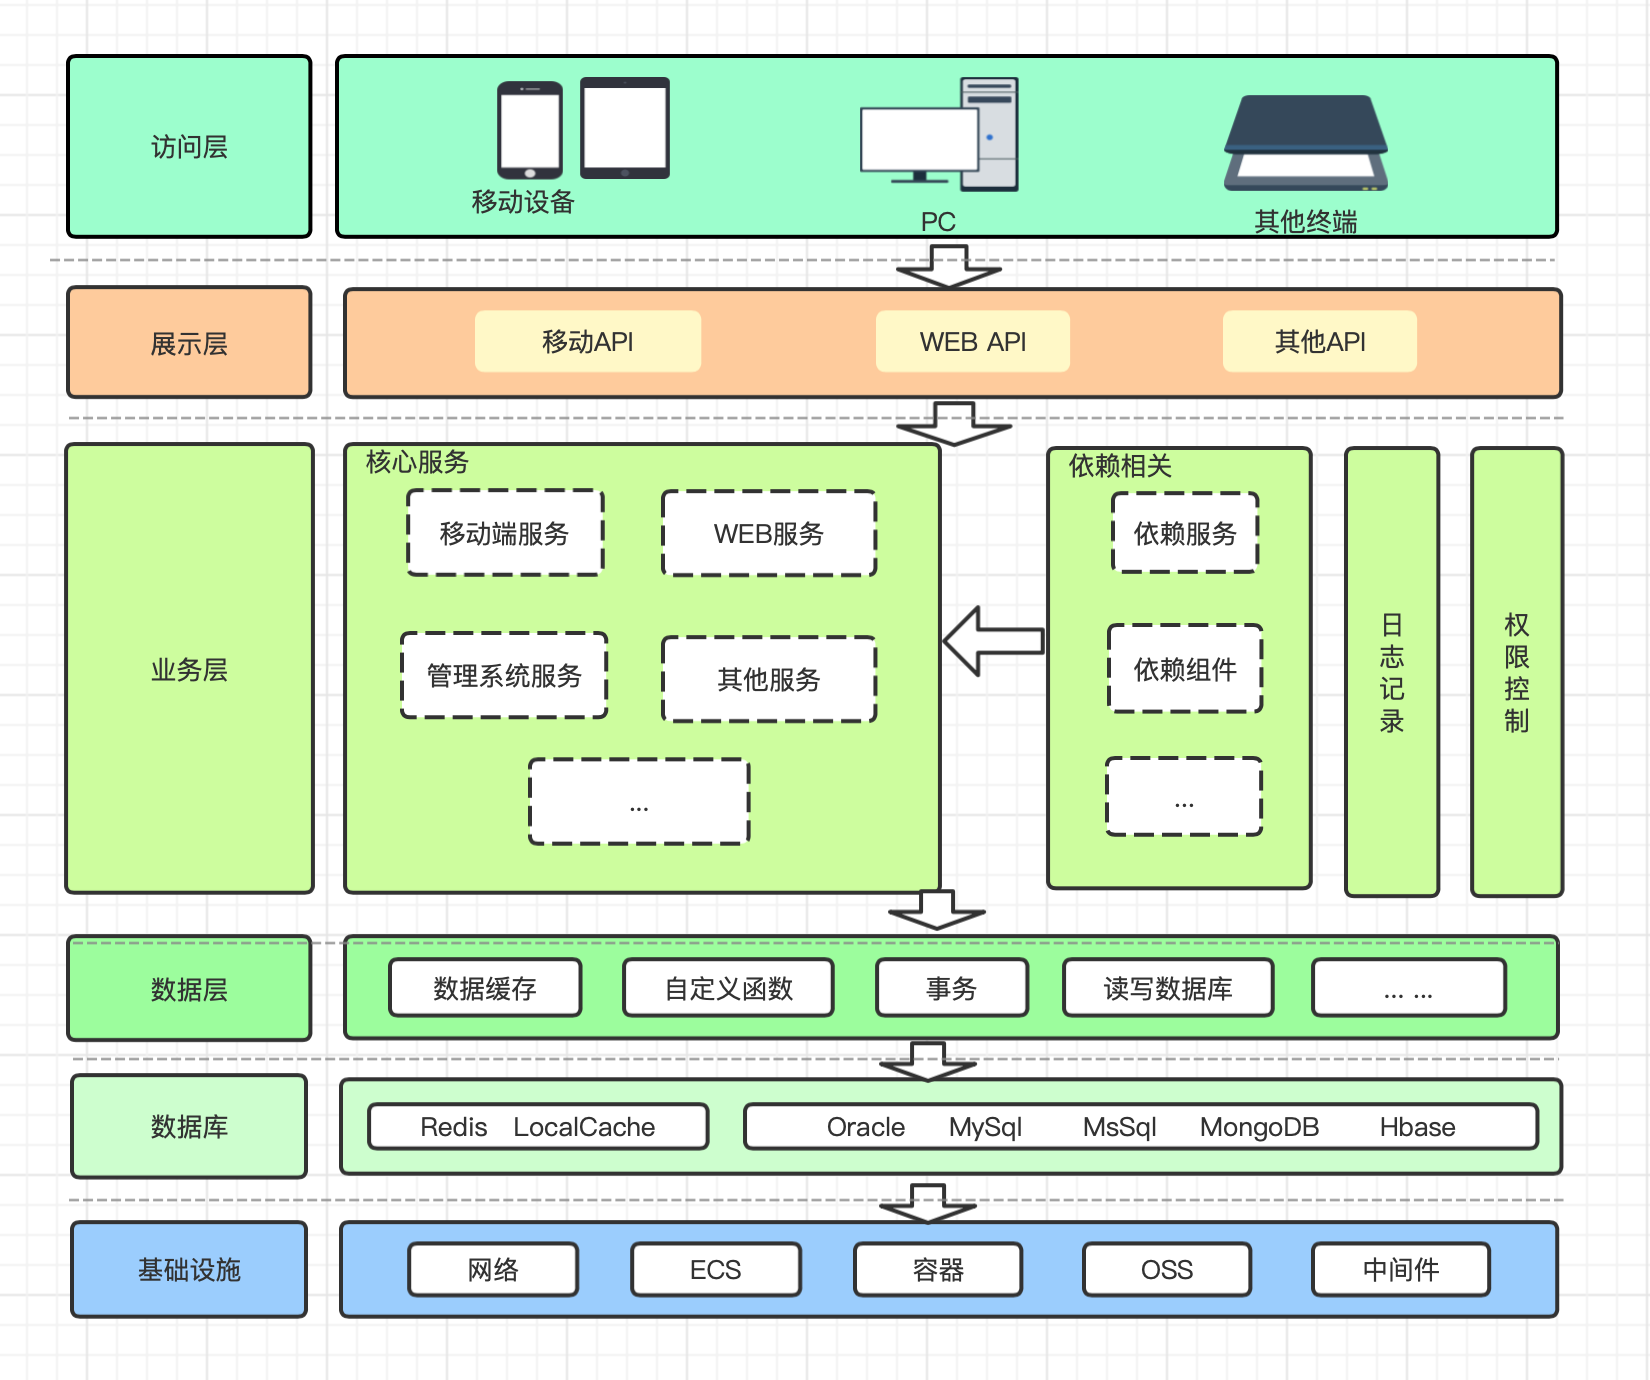 访问层
移动设备
PC
其他终端
展示层
移动API
WEB API
其他API
业务层
核心服务
移动端服务
WEB服务
管理系统服务
其他服务
...
依赖相关
依赖服务
依赖组件
...
日志记录
权限控制
数据层
数据缓存
自定义函数
事务
读写数据库
... ...
数据库
Redis LocalCache
Oracle MySql MsSql MongoDB Hbase
基础设施
网络
ECS
容器
OSS
中间件